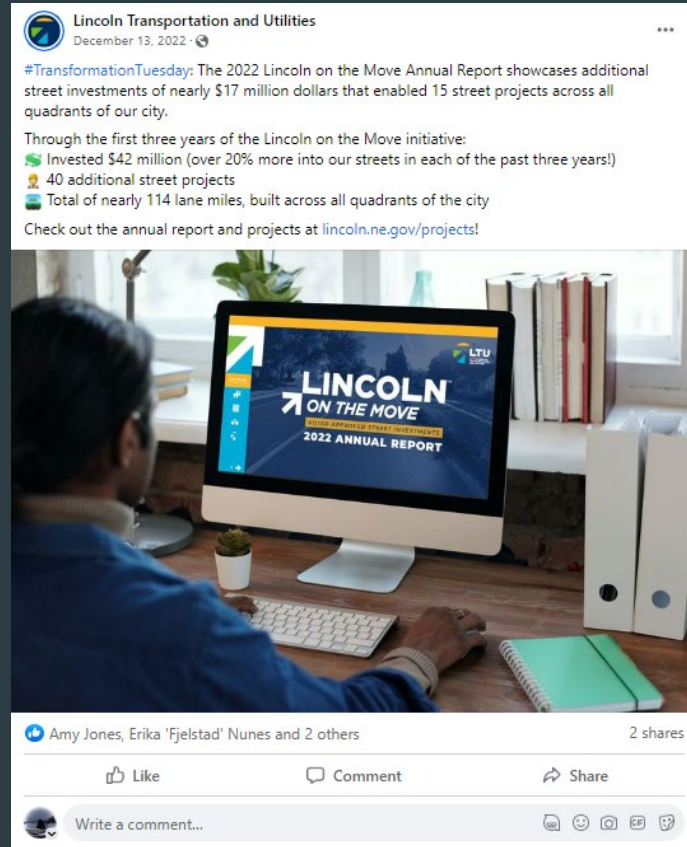 Lincoln Transportation and Utilities
December 13, 2022 ·
#TransformationTuesday: The 2022 Lincoln on the Move Annual Report showcases additional
street investments of nearly $17 million dollars that enabled 15 street projects across all
quadrants of our city.
Through the first three years of the Lincoln on the Move initiative:
Invested $42 million (over 20% more into our streets in each of the past three years!)
40 additional street projects
Total of nearly 114 lane miles, built across all quadrants of the city
Check out the annual report and projects at lincoln.ne.gov/projects!
LTU
LINCOLN
ON THE MOVE
VOTER-APPROVED STREET INVESTMENTS
2022 ANNUAL REPORT
Amy Jones, Erika 'Fjelstad' Nunes and 2 others
2 shares
Like
Comment
Share
Write a comment...
GIF